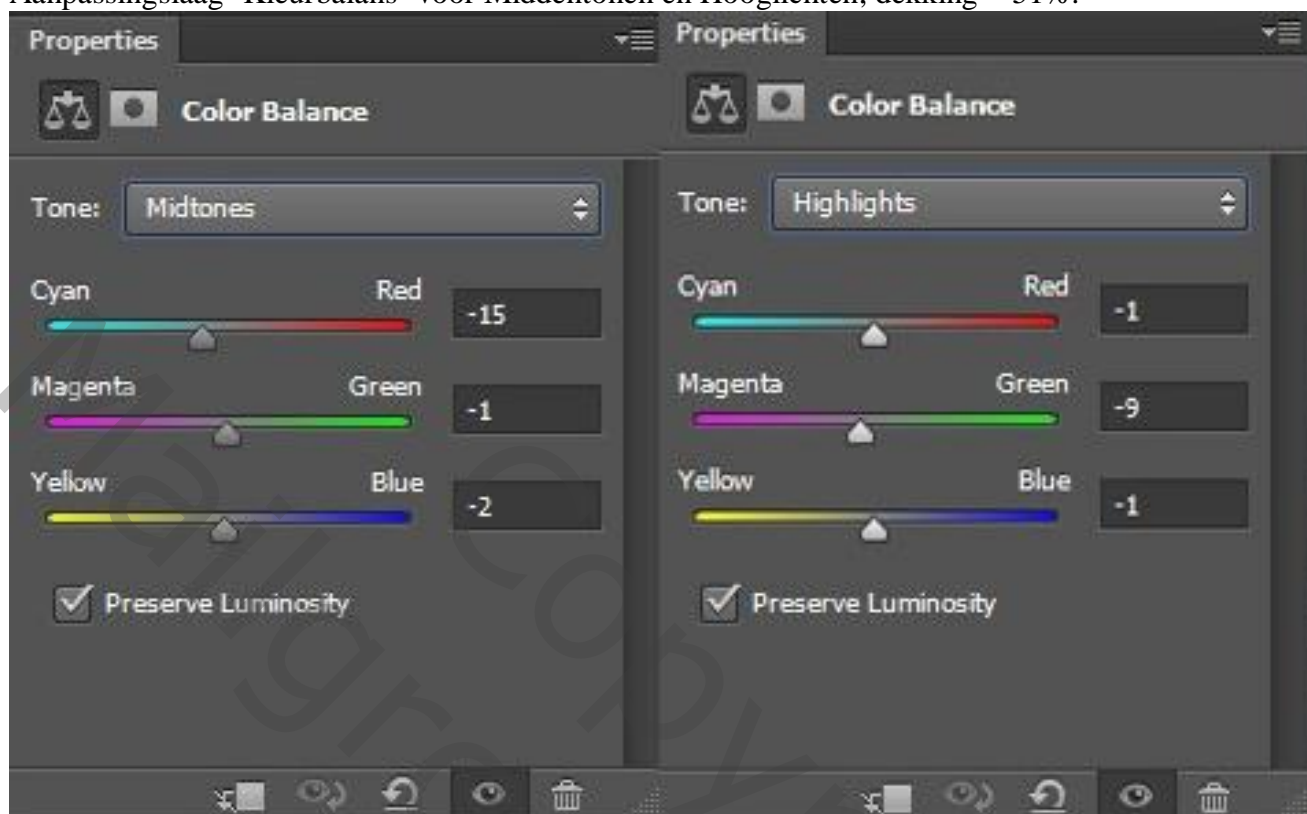 Aanpassingslaag 'Kleurbalans' voor Middentonen en Hooglichten; dekking = 51%.
Properties
Color Balance
Tone: Midtones
Cyan Red -15
Magenta Green -1
Yellow Blue -2
Preserve Luminosity
Properties
Color Balance
Tone: Highlights
Cyan Red -1
Magenta Green -9
Yellow Blue -1
Preserve Luminosity